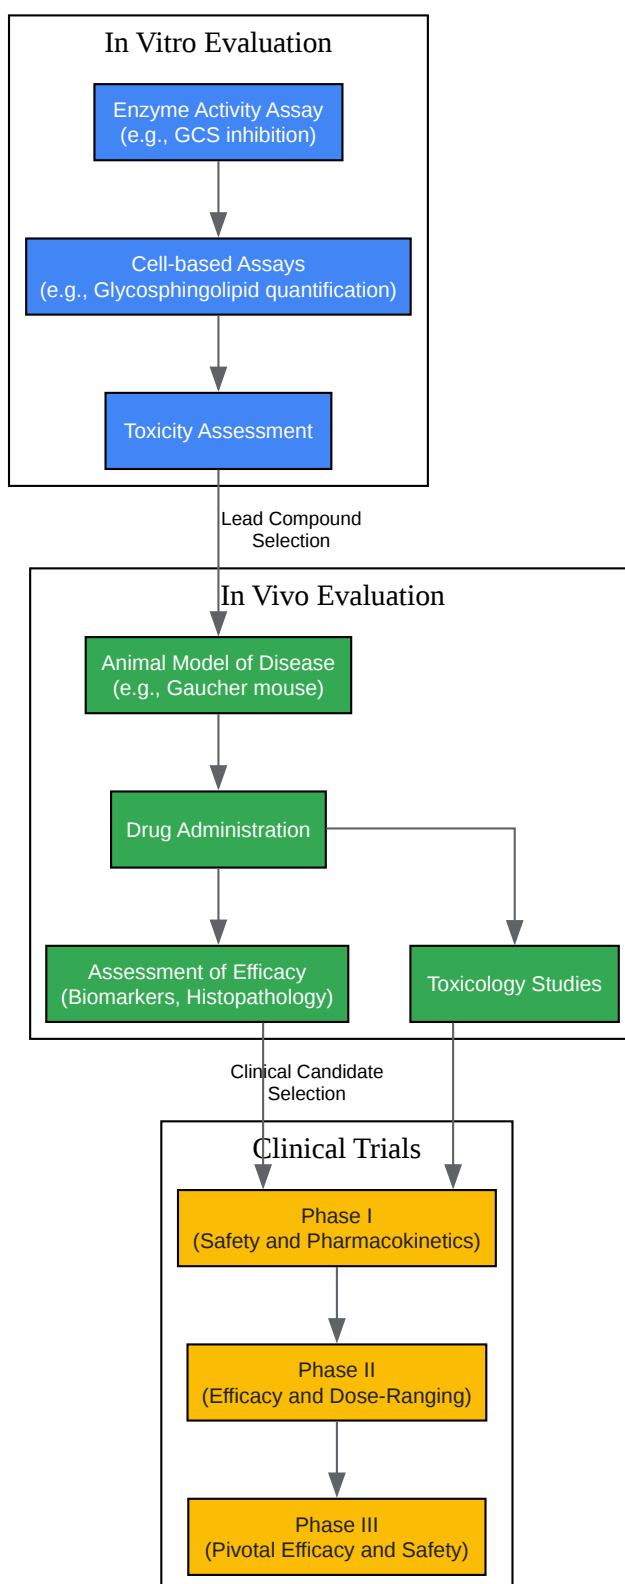 In Vitro Evaluation
Enzyme Activity Assay
(e.g., GCS inhibition)
Cell-based Assays
(e.g., Glycosphingolipid quantification)
Toxicity Assessment
Lead Compound
Selection
In Vivo Evaluation
Animal Model of Disease
(e.g., Gaucher mouse)
Drug Administration
Assessment of Efficacy
(Biomarkers, Histopathology)
Toxicology Studies
Clinical Candidate
Selection
Clinical Trials
Phase I
(Safety and Pharmacokinetics)
Phase II
(Efficacy and Dose-Ranging)
Phase III
(Pivotal Efficacy and Safety)